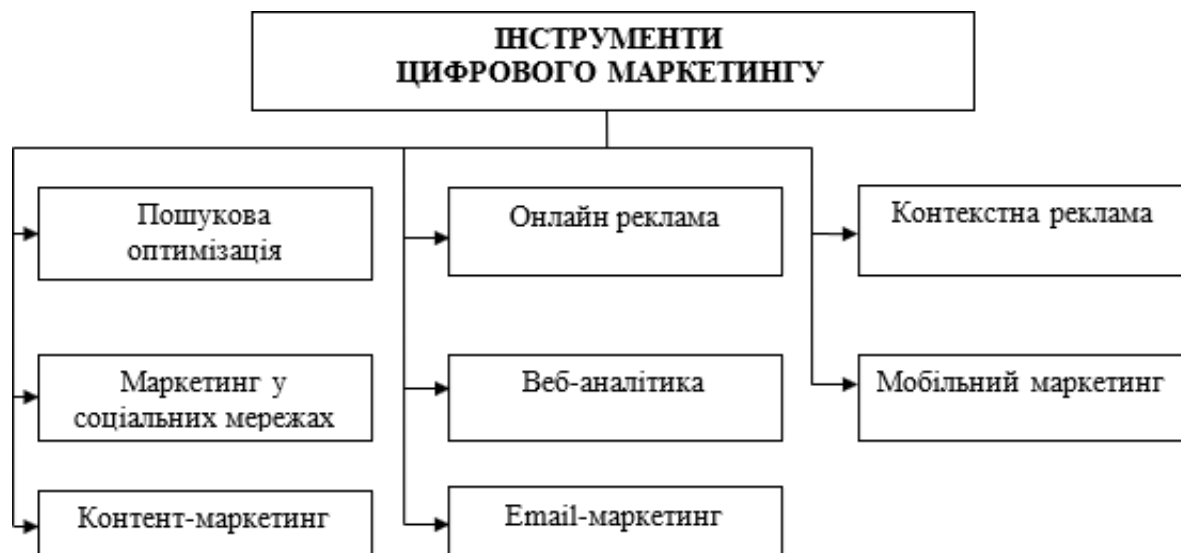 ІНСТРУМЕНТИ
ЦИФРОВОГО МАРКЕТИНГУ
Пошукова
оптимізація
Онлайн реклама
Контекстна реклама
Маркетинг у
соціальних мережах
Веб-аналітика
Мобільний маркетинг
Контент-маркетинг
Email-маркетинг